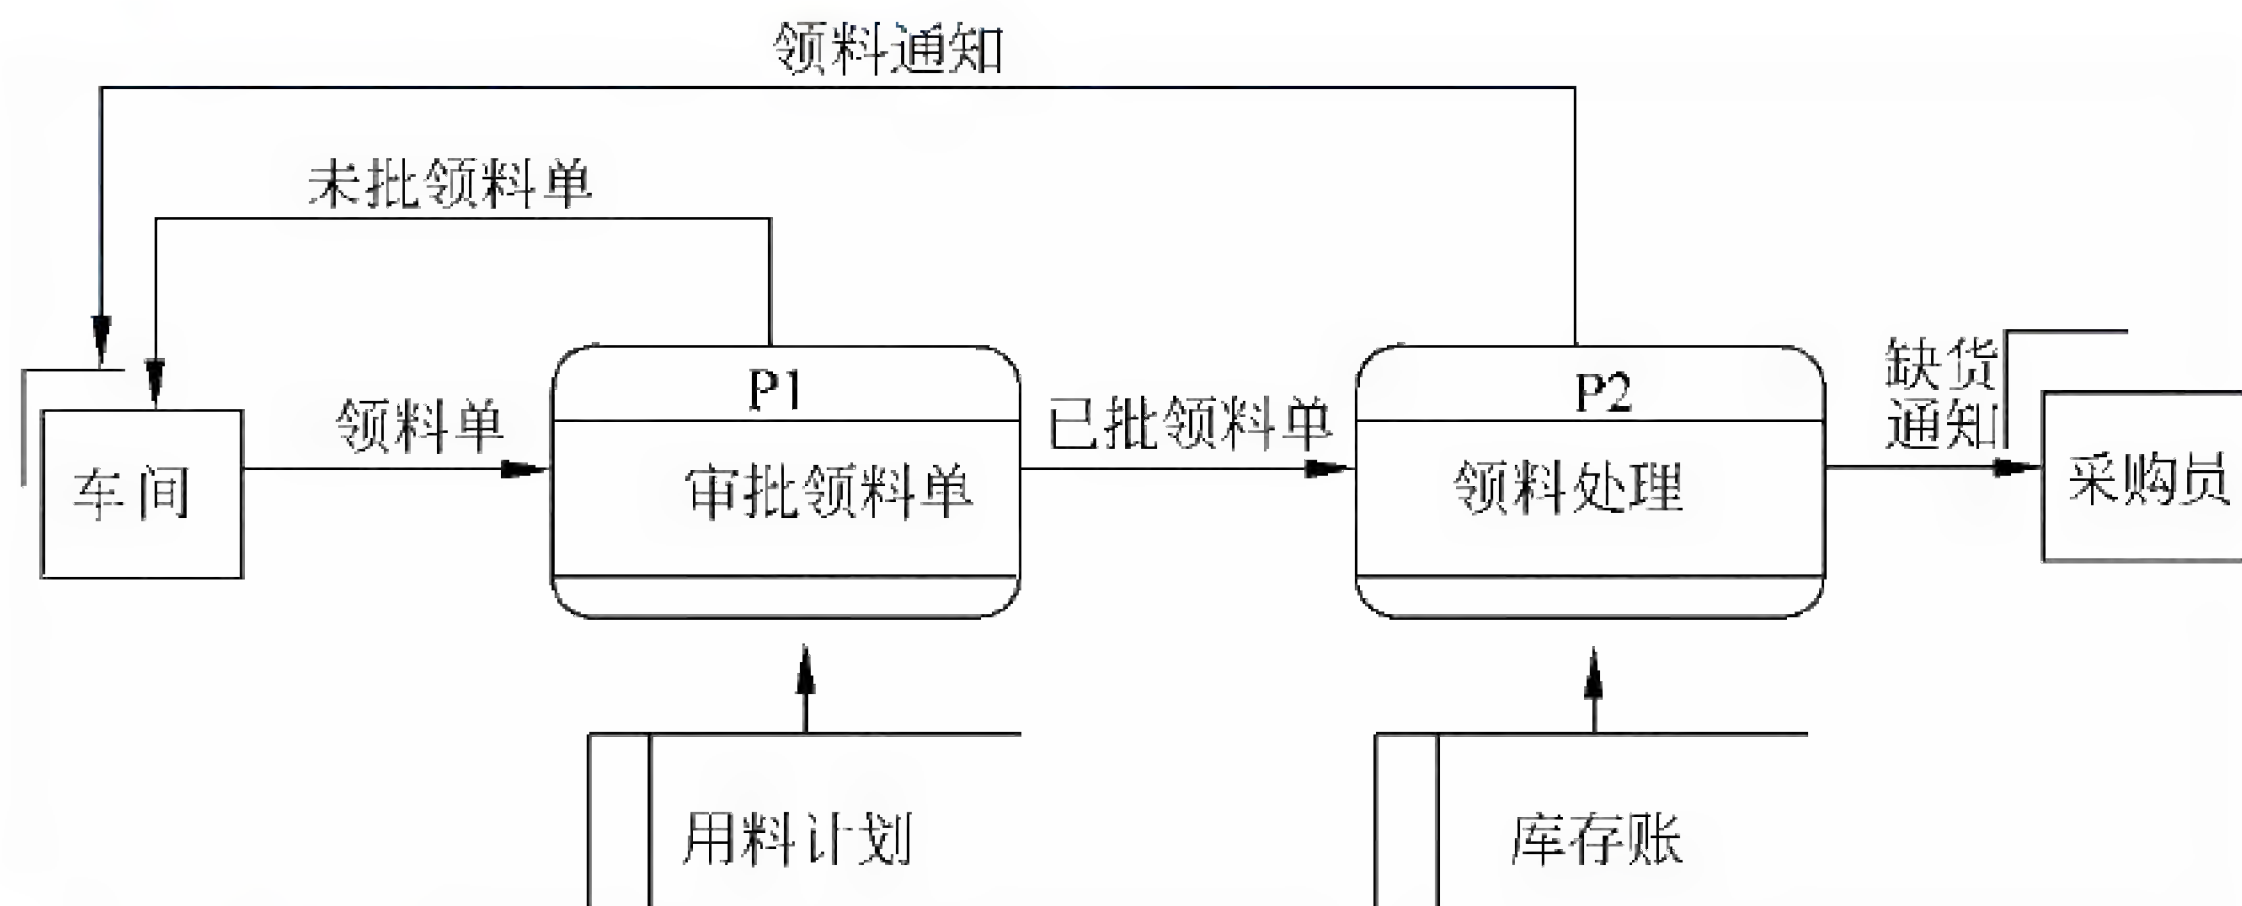 领料通知
未批领料单
P1
P2
缺货
通知
领料单
已批领料单
车间
审批领料单
领料处理
采购员
用料计划
库存账